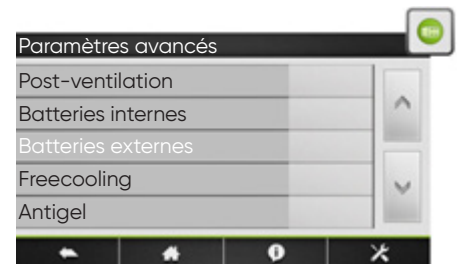 Paramètres avancés
Post-ventilation
Batteries internes
Batteries externes
Freecooling
Antigel